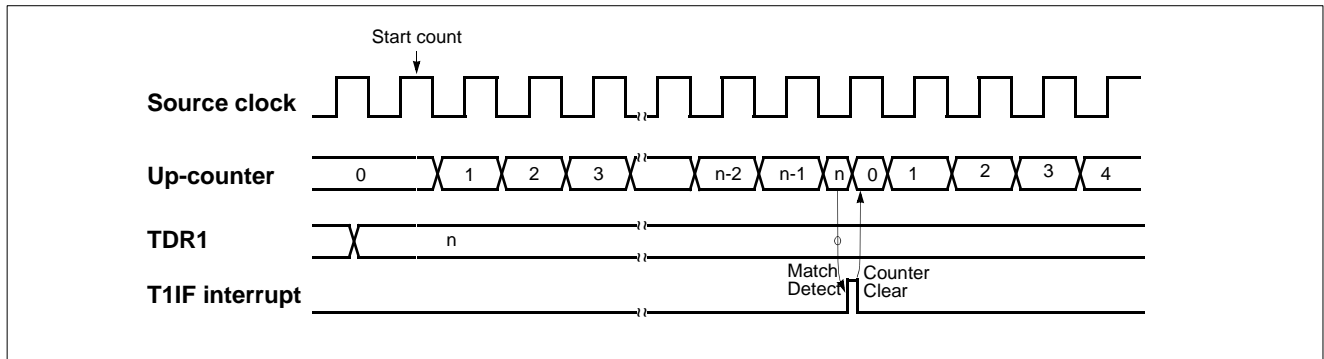 Start count
Source clock
Up-counter 0 1 2 3 n-2 n-1 n 0 1 2 3 4
TDR1 n
Match Detect
Counter Clear
T1IF interrupt